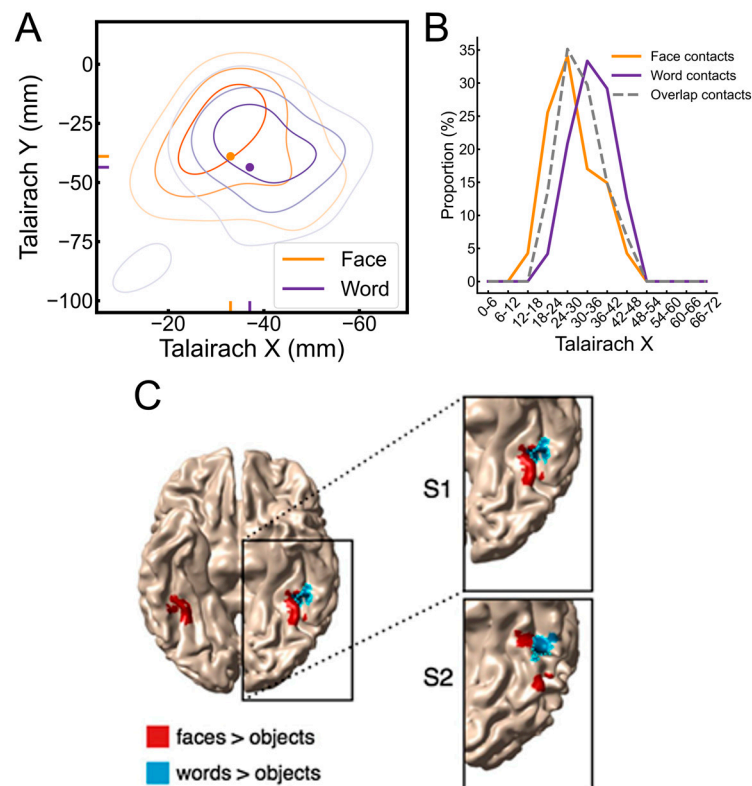 A
Talairach Y (mm)
0
−25
−50
−75
−100
−20
−40
−60
Talairach X (mm)
Face
Word
B
Proportion (%)
35
30
25
20
15
10
5
0
0-6
6-12
12-18
18-24
24-30
30-36
36-42
42-48
48-54
54-60
60-66
66-72
Talairach X
Face contacts
Word contacts
Overlap contacts
C
S1
S2
faces > objects
words > objects